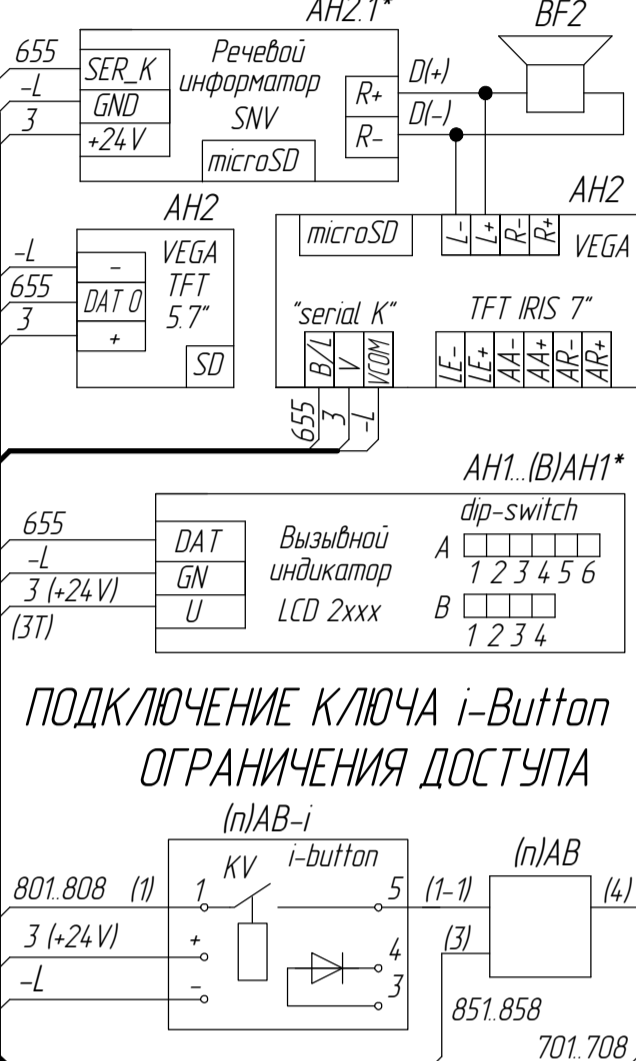 AH2.1*
BF2
655
-L
3
SER_K
GND
+24V
Речевой
информатор
SNV
microSD
R+
R-
D(+)
D(-)
AH2
-L
655
3
-
DAT 0
+
VEGA
TFT
5.7"
SD
AH2
microSD
L-
L+
R-
R+
VEGA
"serial K"
TFT IRIS 7"
B/L
V
VCOM
LE-
LE+
AA-
AA+
AR-
AR+
655
3
-L
AH1...(B)AH1*
655
-L
3 (+24V)
(3T)
DAT
GN
U
Вызывной
индикатор
LCD 2xxx
dip-switch
A
1 2 3 4 5 6
B
1 2 3 4
ПОДКЛЮЧЕНИЕ КЛЮЧА i-Button
ОГРАНИЧЕНИЯ ДОСТУПА
(n)AB-i
801..808 (1)
3 (+24V)
-L
1
+
-
KV
i-button
5
4
3
(1-1)
(n)AB
(4)
(3)
851..858
701..708